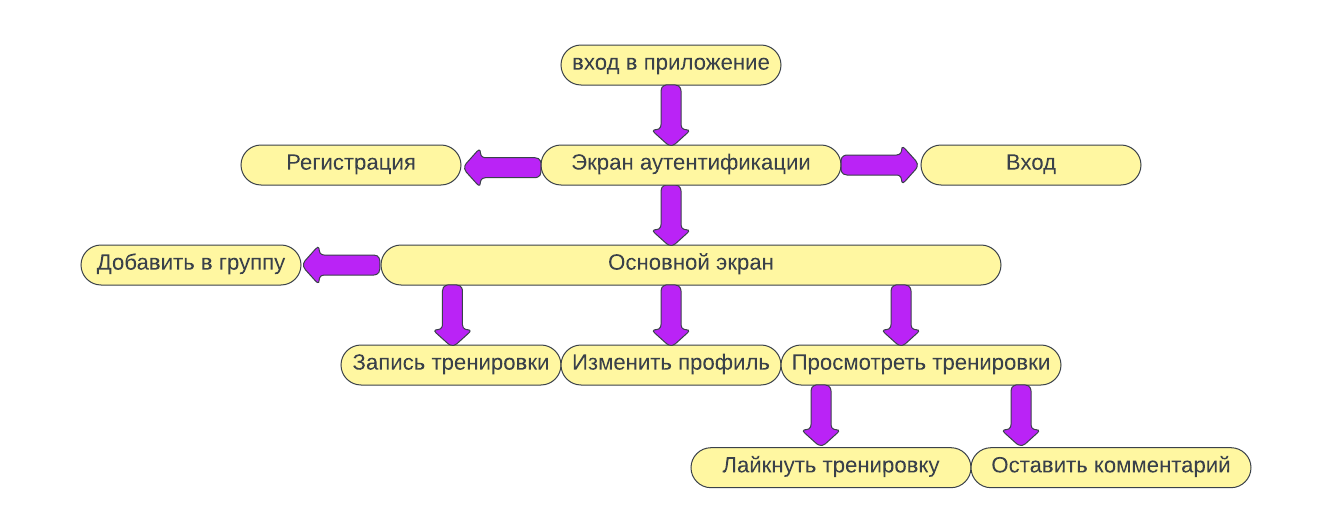 вход в приложение
Регистрация
Экран аутентификации
Вход
Добавить в группу
Основной экран
Запись тренировки
Изменить профиль
Просмотреть тренировки
Лайкнуть тренировку
Оставить комментарий